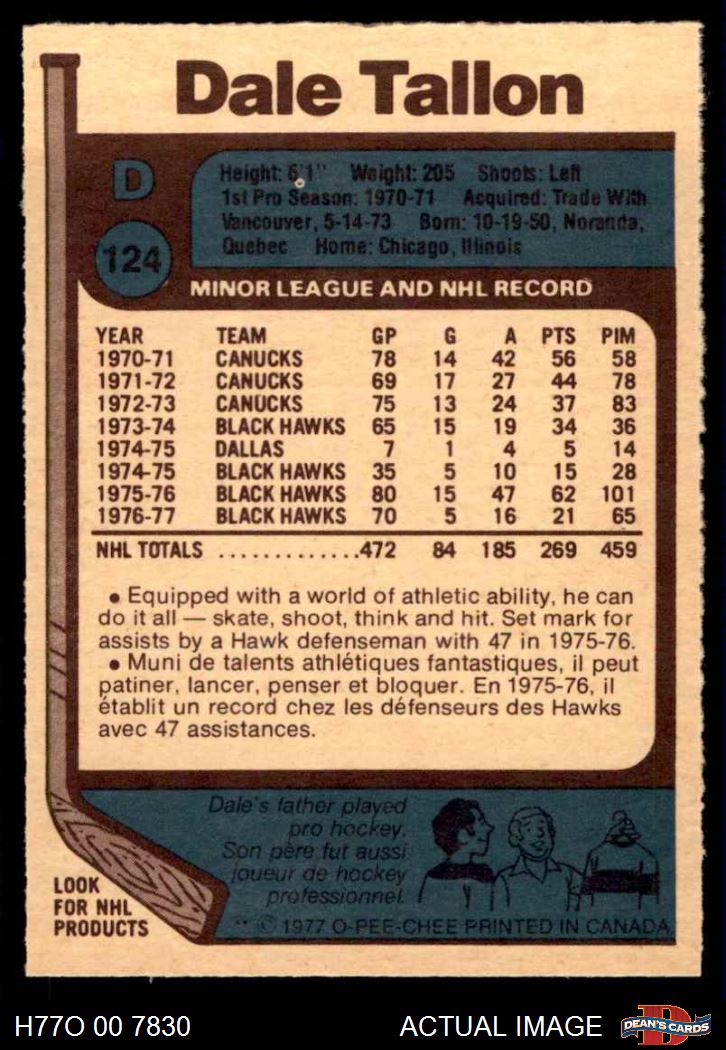 Dale Tallon
D
124
Height: 6'1" Weight: 205 Shoots: Left
1st Pro Season: 1970-71 Acquired: Trade With
Vancouver, 5-14-73 Born: 10-19-50, Noranda,
Quebec Home: Chicago, Illinois
MINOR LEAGUE AND NHL RECORD
YEAR TEAM GP G A PTS PIM
1970-71 CANUCKS 78 14 42 56 58
1971-72 CANUCKS 69 17 27 44 78
1972-73 CANUCKS 75 13 24 37 83
1973-74 BLACK HAWKS 65 15 19 34 36
1974-75 DALLAS 7 1 4 5 14
1974-75 BLACK HAWKS 35 5 10 15 28
1975-76 BLACK HAWKS 80 15 47 62 101
1976-77 BLACK HAWKS 70 5 16 21 65
NHL TOTALS ..............472 84 185 269 459
• Equipped with a world of athletic ability, he can
do it all — skate, shoot, think and hit. Set mark for
assists by a Hawk defenseman with 47 in 1975-76.
• Muni de talents athlétiques fantastiques, il peut
patiner, lancer, penser et bloquer. En 1975-76, il
établit un record chez les défenseurs des Hawks
avec 47 assistances.
Dale's father played
pro hockey.
Son père fut aussi
joueur de hockey
professionnel.
LOOK
FOR NHL
PRODUCTS
** © 1977 O-PEE-CHEE PRINTED IN CANADA
H77O 00 7830
ACTUAL IMAGE
D
DEAN'S CARDS